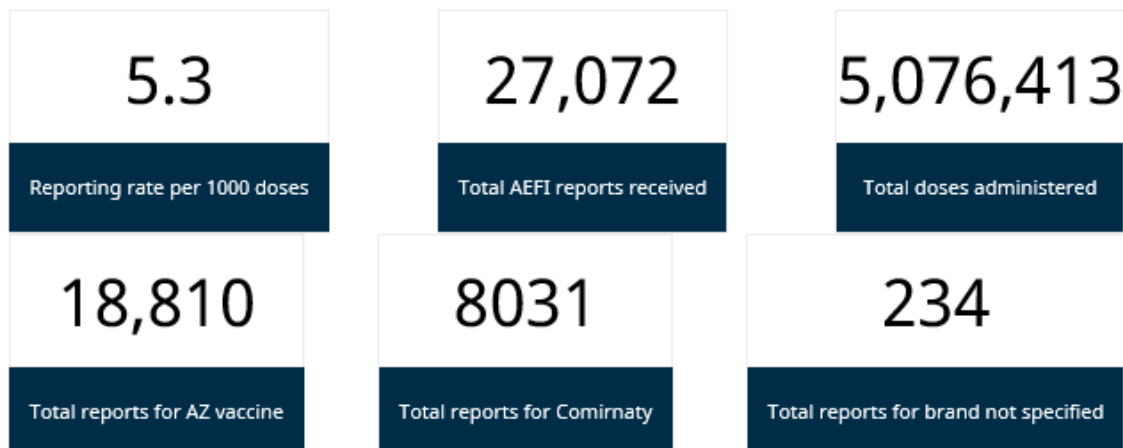 5.3
27,072
5,076,413
Reporting rate per 1000 doses
Total AEFI reports received
Total doses administered
18,810
8031
234
Total reports for AZ vaccine
Total reports for Comirnaty
Total reports for brand not specified